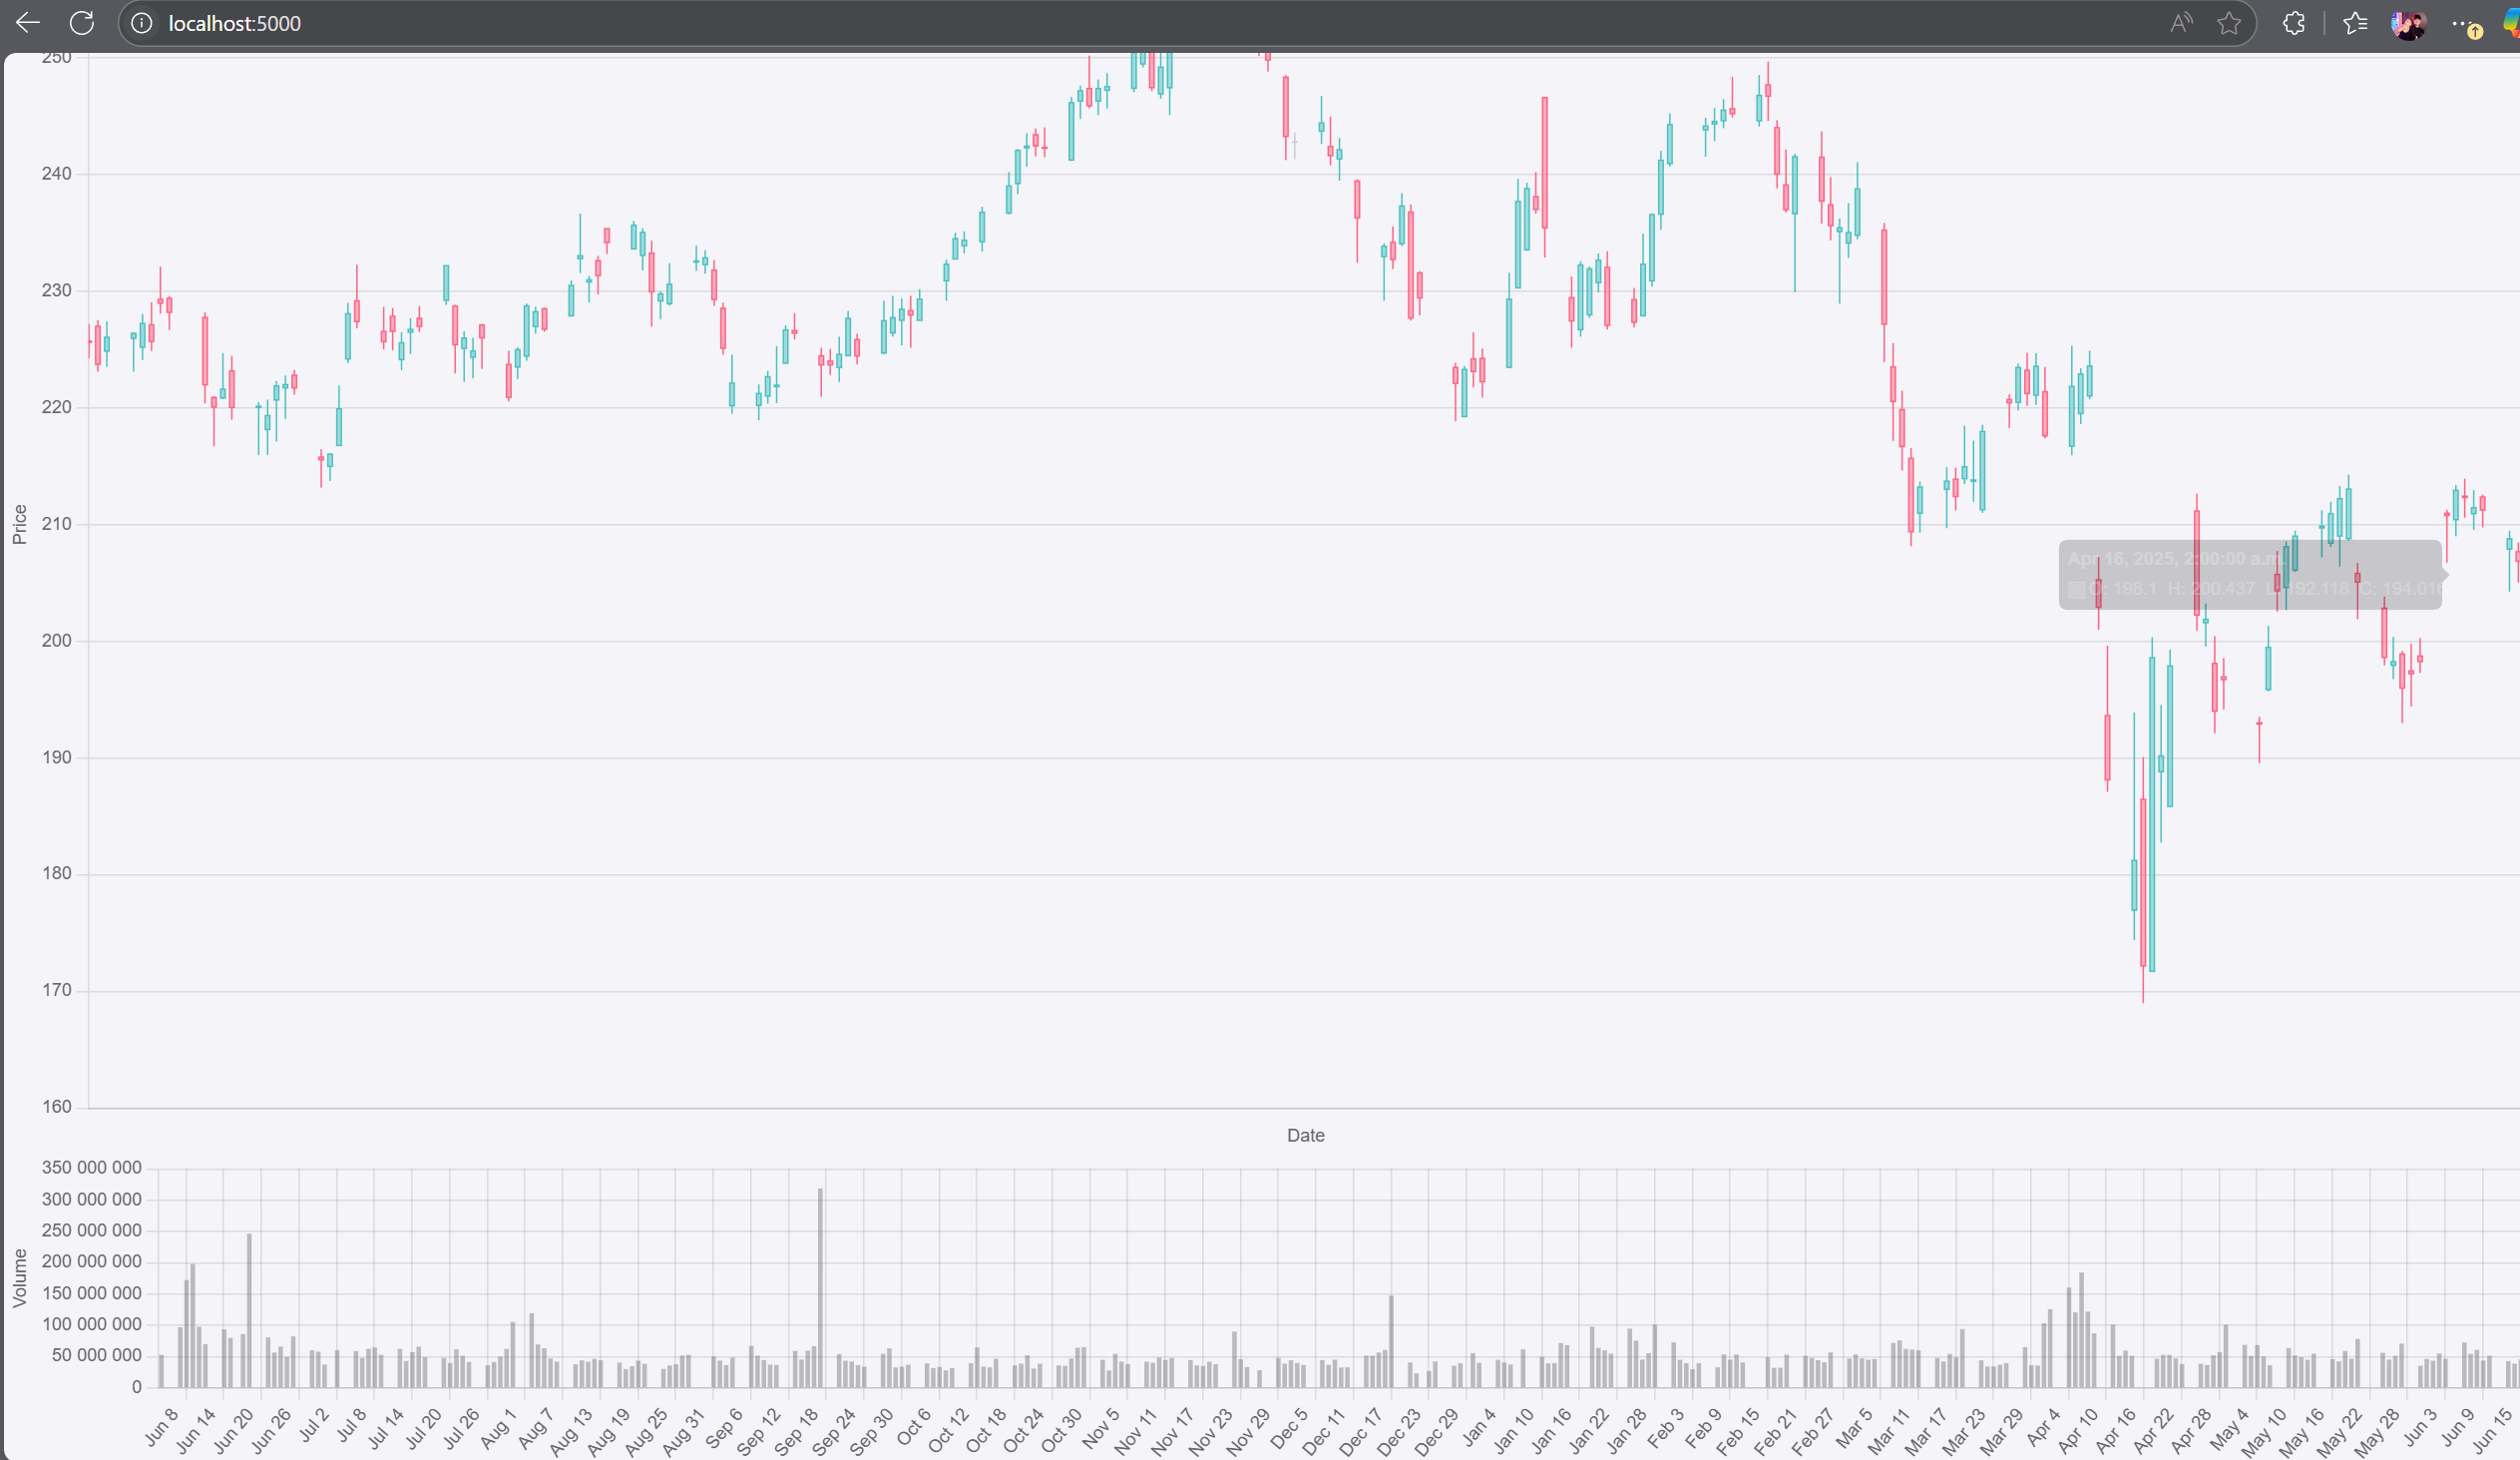 localhost:5000
250
240
230
220
210
200
190
180
170
160
Price
Apr 16, 2025, 2:00:00 a.m.
O: 198.1 H: 200.437 L: 192.118 C: 194.016
Date
350 000 000
300 000 000
250 000 000
200 000 000
150 000 000
100 000 000
50 000 000
0
Volume
Jun 8 Jun 14 Jun 20 Jun 26 Jul 2 Jul 8 Jul 14 Jul 20 Jul 26 Aug 1 Aug 7 Aug 13 Aug 19 Aug 25 Aug 31 Sep 6 Sep 12 Sep 18 Sep 24 Sep 30 Oct 6 Oct 12 Oct 18 Oct 24 Oct 30 Nov 5 Nov 11 Nov 17 Nov 23 Nov 29 Dec 5 Dec 11 Dec 17 Dec 23 Dec 29 Jan 4 Jan 10 Jan 16 Jan 22 Jan 28 Feb 3 Feb 9 Feb 15 Feb 21 Feb 27 Mar 5 Mar 11 Mar 17 Mar 23 Mar 29 Apr 4 Apr 10 Apr 16 Apr 22 Apr 28 May 4 May 10 May 16 May 22 May 28 Jun 3 Jun 9 Jun 15